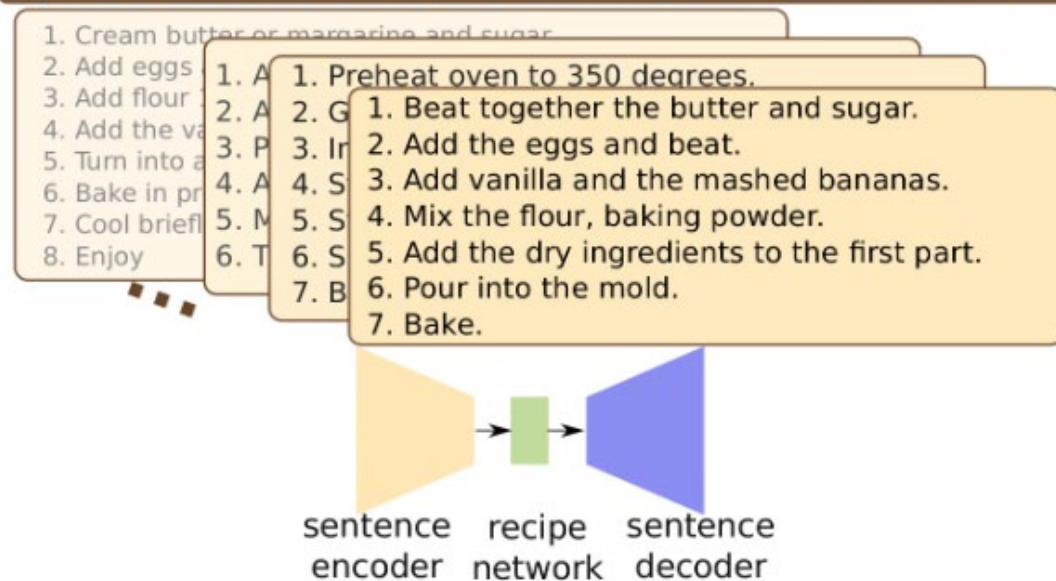 1. Cream butter or margarine and sugar
2. Add eggs
3. Add flour
4. Add the
5. Turn into a
6. Bake in
7. Cool
8. Enjoy
1.
2.
3.
4.
5.
6.
1. Preheat oven to 350 degrees.
2.
3.
4.
5.
6.
7.
1. Beat together the butter and sugar.
2. Add the eggs and beat.
3. Add vanilla and the mashed bananas.
4. Mix the flour, baking powder.
5. Add the dry ingredients to the first part.
6. Pour into the mold.
7. Bake.
sentence encoder
recipe network
sentence decoder